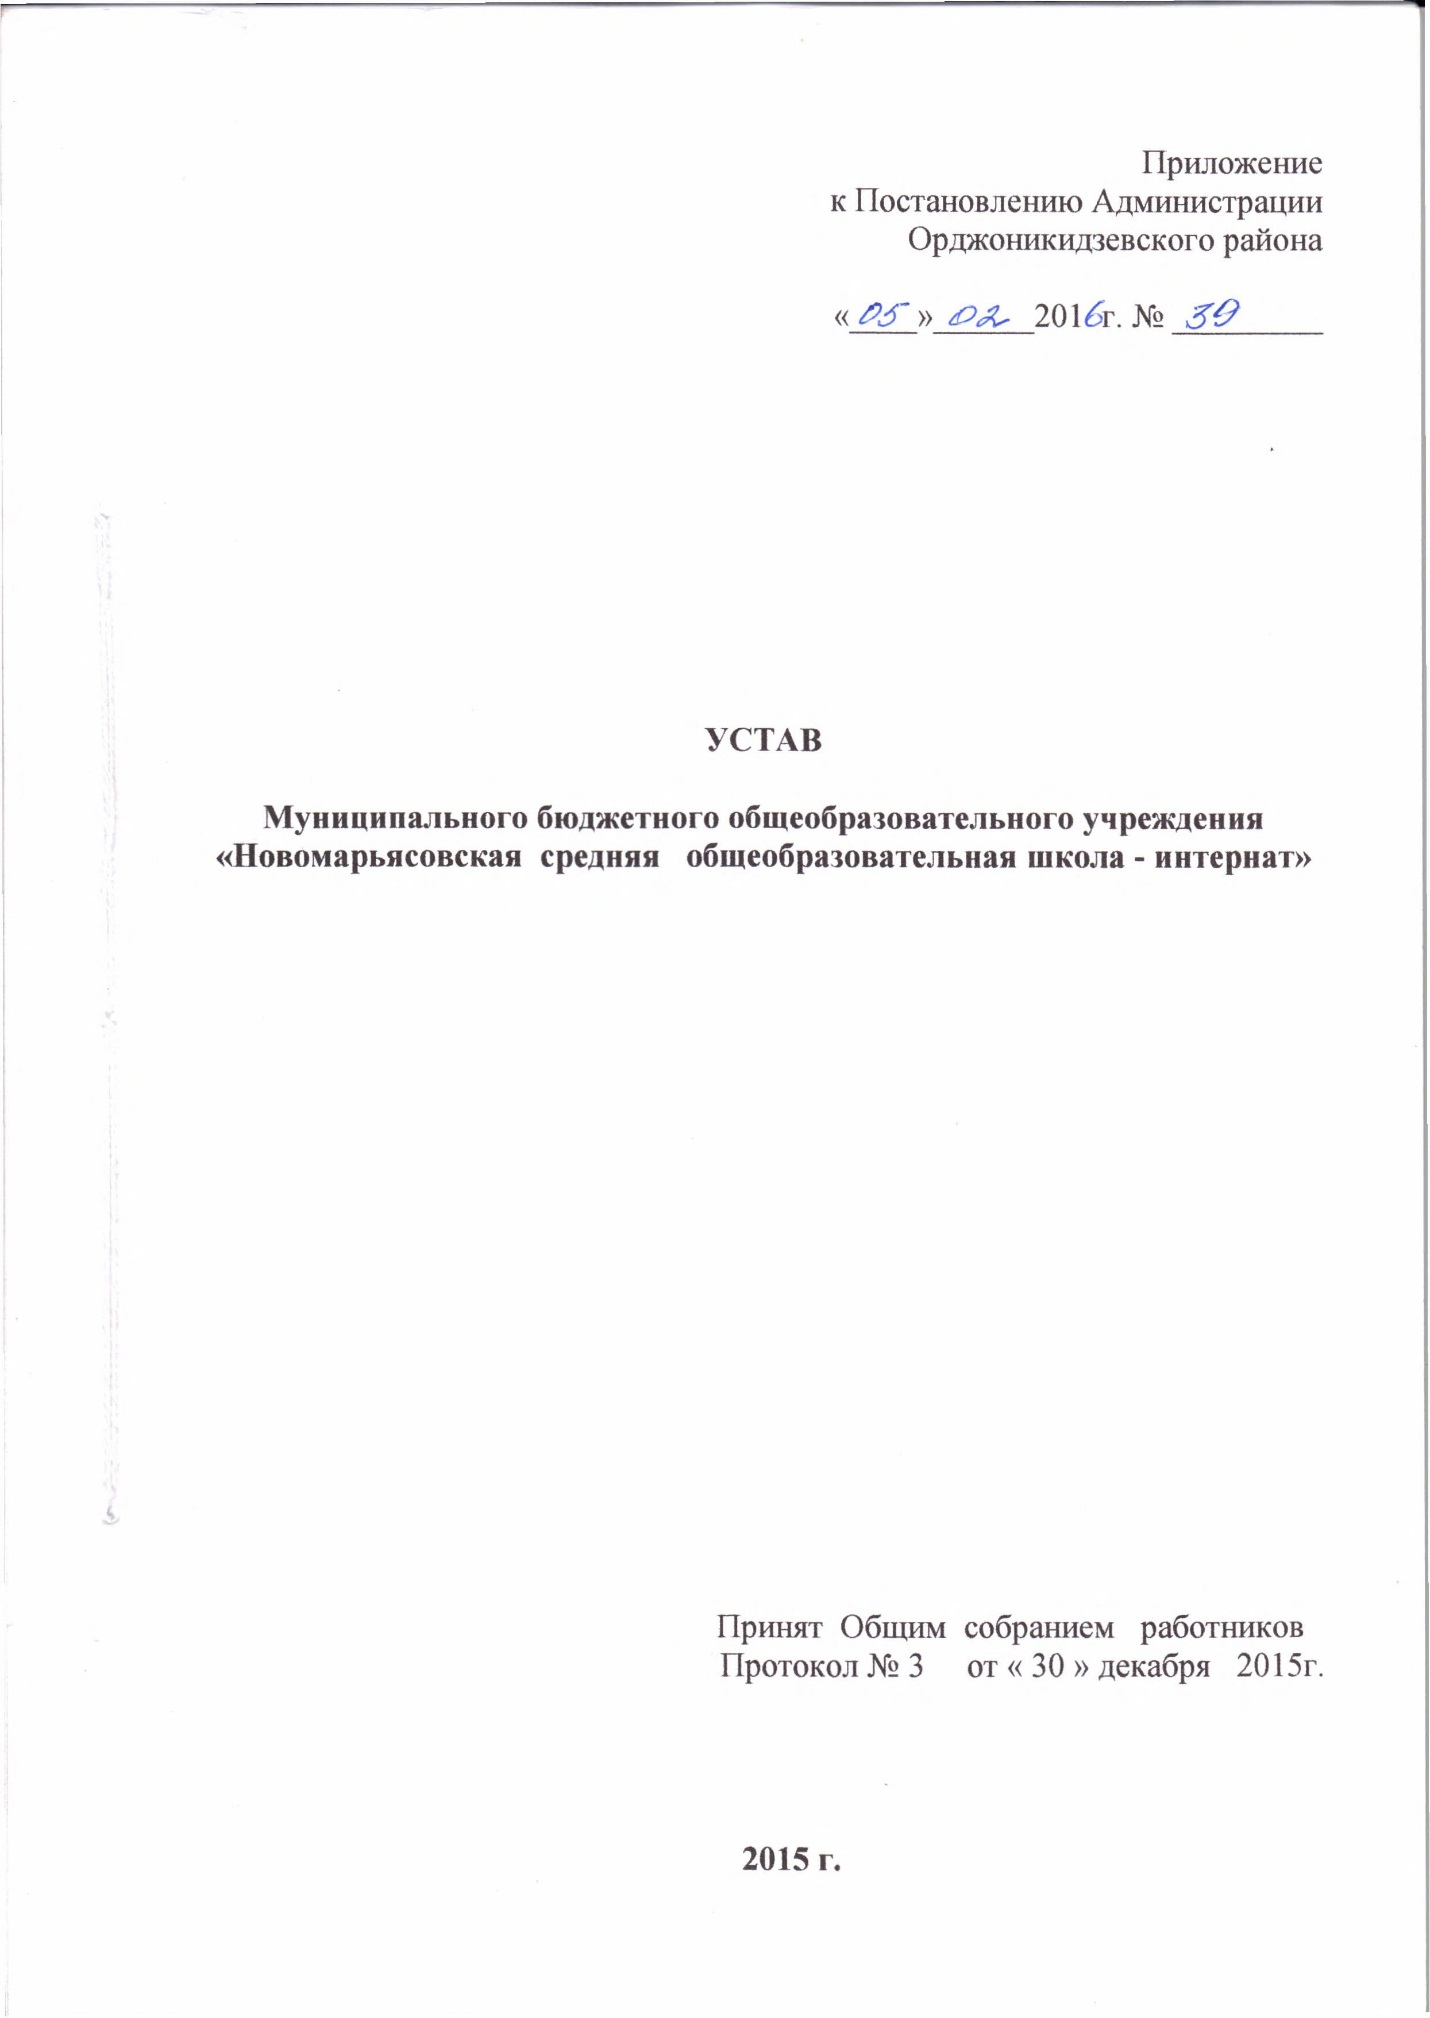 Приложение
к Постановлению Администрации
Орджоникидзевского района
«05» 02 2016г. № 39
УСТАВ
Муниципального бюджетного общеобразовательного учреждения
«Новомарьясовская средняя общеобразовательная школа - интернат»
Принят Общим собранием работников
Протокол № 3 от « 30 » декабря 2015г.
2015 г.